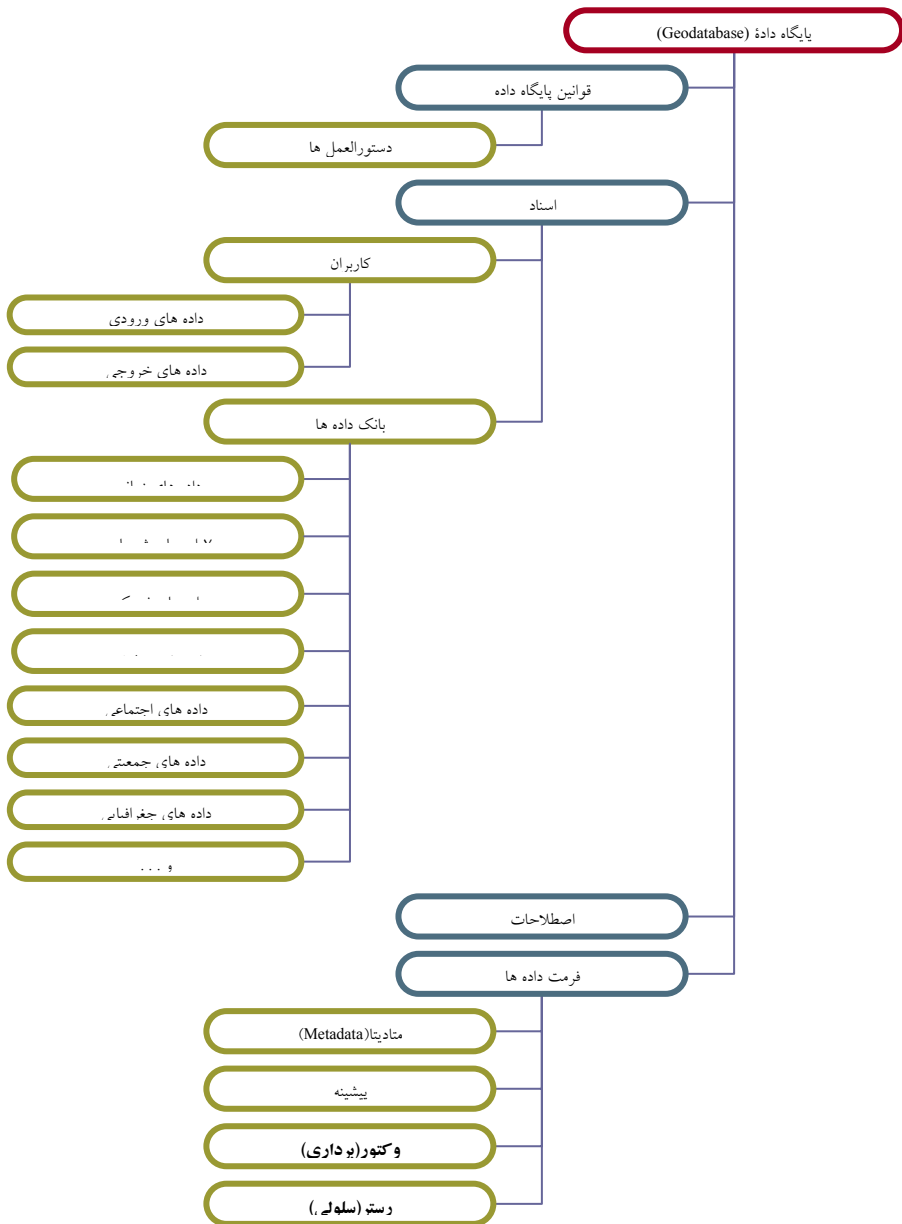 پایگاه دادۀ (Geodatabase)
قوانین پایگاه داده
دستورالعمل ها
اسناد
کاربران
داده های ورودی
داده های خروجی
بانک داده ها
داده های
داده های اجتماعی
داده های جمعیتی
داده های جغرافیایی
و ...
اصطلاحات
فرمت داده ها
متادیتا(Metadata)
پیشینه
وکتور(برداری)
رستر(سلولی)